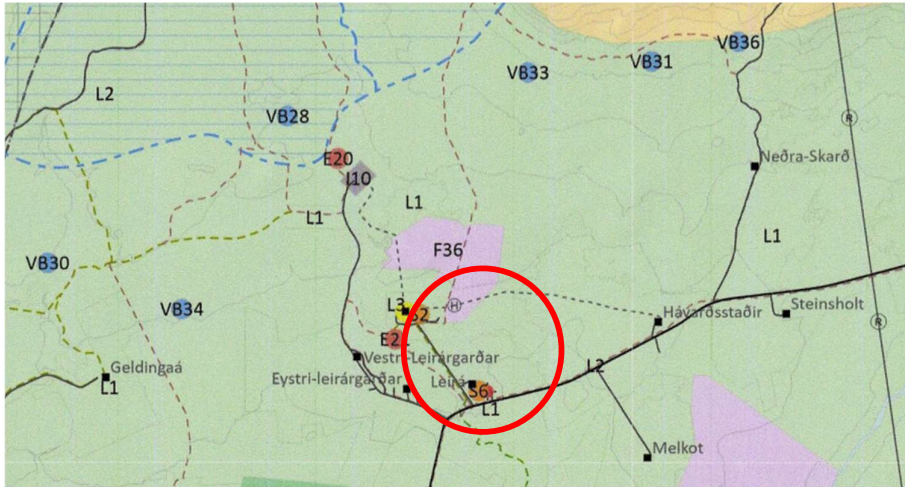 VB36
VB31
VB33
L2
VB28
R
E20
Neðra-Skarð
I10
L1
L1
L1
F36
VB30
L3
H
Steinsholt
VB34
S2
Hávarðsstaðir
R
Vestri-Leirárgarðar
L2
Geldingaá
Eystri-leirárgarðar
Leirá
L1
S6
L1
Melkot